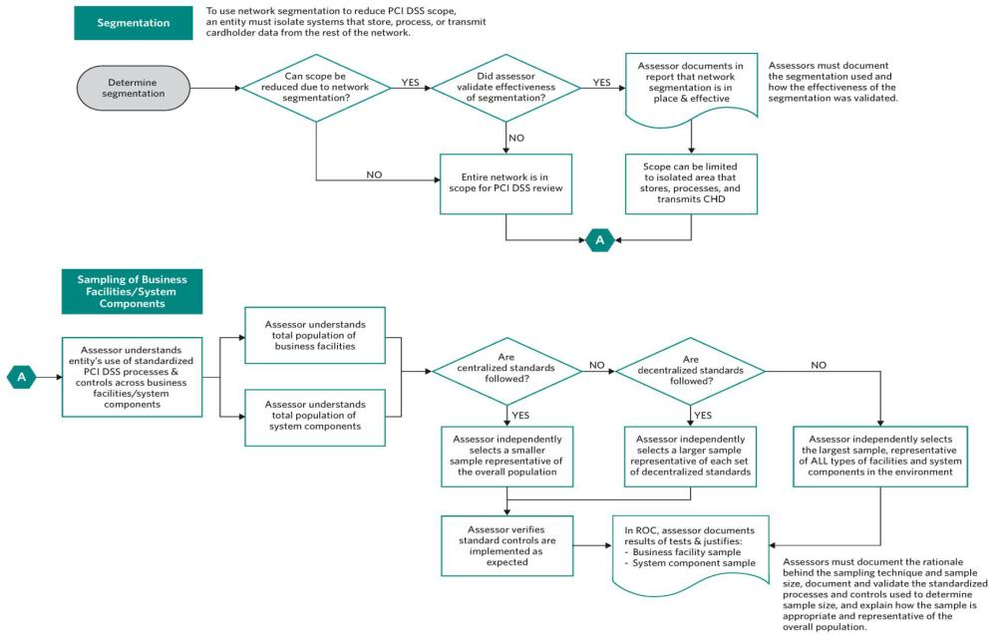 Segmentation
To use network segmentation to reduce PCI DSS scope,
an entity must isolate systems that store, process, or transmit
cardholder data from the rest of the network.
Determine
segmentation
Can scope be
reduced due to network
segmentation?
YES
Did assessor
validate effectiveness
of segmentation?
YES
Assessor documents in
report that network
segmentation is in
place & effective
Assessors must document
the segmentation used and
how the effectiveness of the
segmentation was validated.
NO
NO
Entire network is in
scope for PCI DSS review
Scope can be limited
to isolated area that
stores, processes, and
transmits CHD
A
Sampling of Business
Facilities/System
Components
A
Assessor understands
entity's use of standardized
PCI DSS processes &
controls across business
facilities/system
components
Assessor understands
total population of
business facilities
Assessor understands
total population of
system components
Are
centralized standards
followed?
NO
Are
decentralized standards
followed?
NO
YES
YES
Assessor independently
selects a smaller
sample representative of
the overall population
Assessor independently
selects a larger sample
representative of each set
of decentralized standards
Assessor independently selects
the largest sample, representative
of ALL types of facilities and system
components in the environment
Assessor verifies
standard controls are
implemented as
expected
In ROC, assessor documents
results of tests & justifies:
- Business facility sample
- System component sample
Assessors must document the rationale
behind the sampling technique and sample
size, document and validate the standardized
processes and controls used to determine
sample size, and explain how the sample is
appropriate and representative of the
overall population.